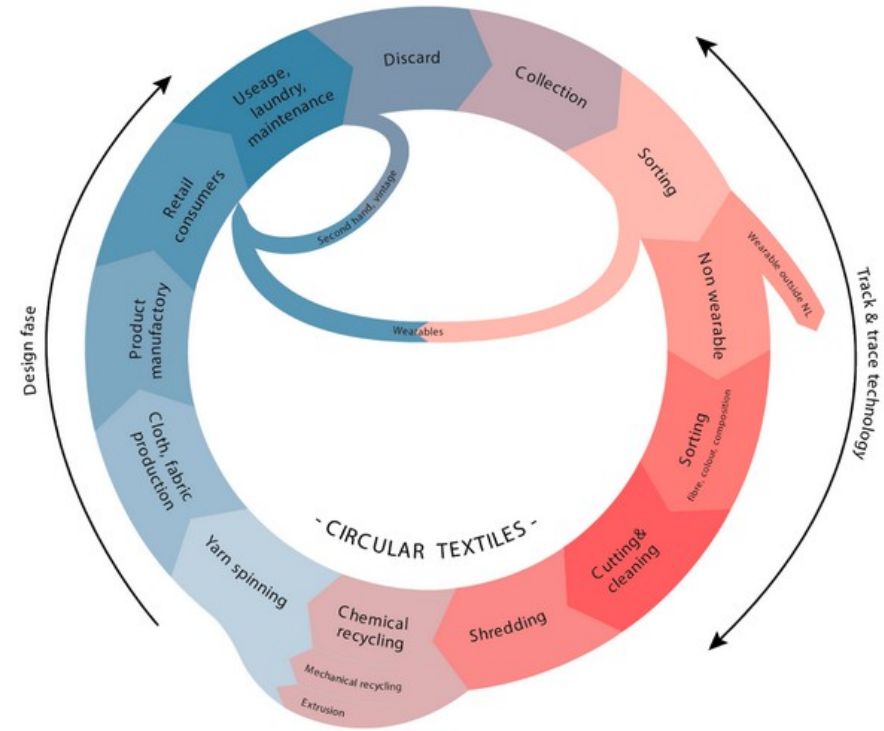 Discard
Collection
Sorting
Wearable outside NL
Non wearable
Sorting
fibre, colour, composition
Cutting&
cleaning
Shredding
Chemical
recycling
Mechanical recycling
Extrusion
Yarn spinning
Cloth, fabric
production
Product
manufactory
Retail
consumers
Useage,
laundry,
maintenance
Second hand, vintage
Wearables
- CIRCULAR TEXTILES -
Design fase
Track & trace technology